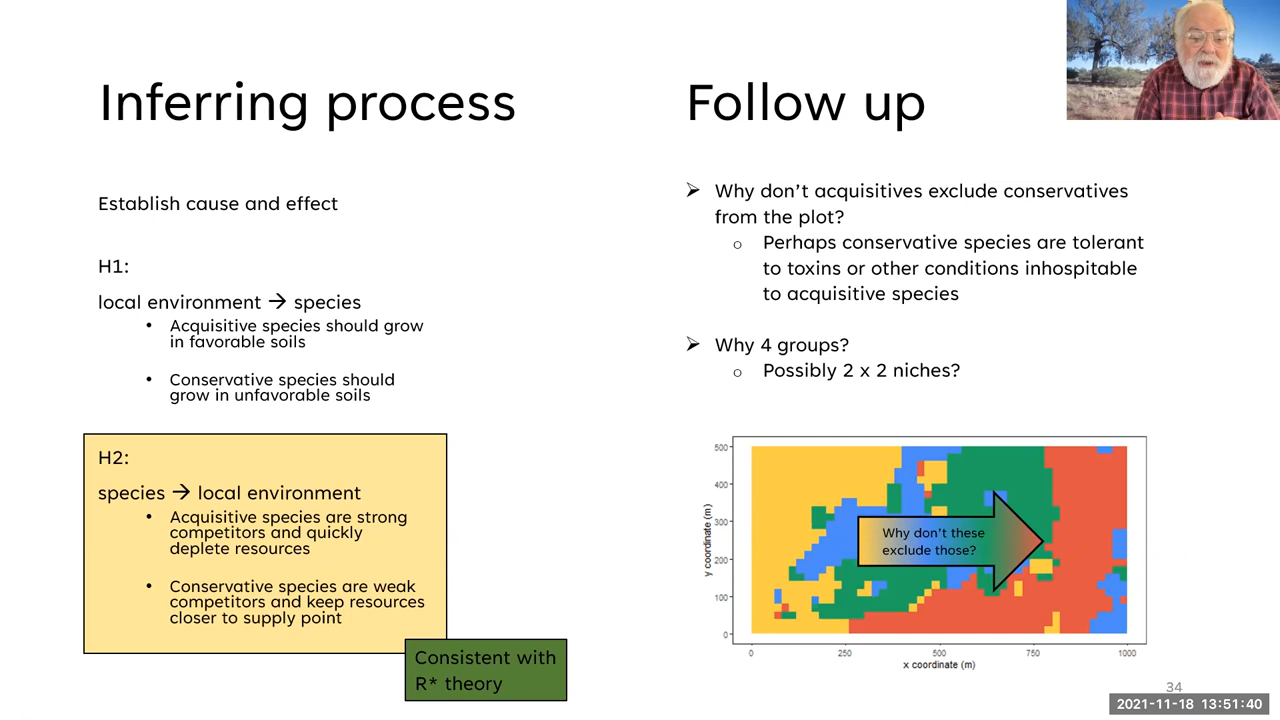 Inferring process
Establish cause and effect
H1:
local environment → species
• Acquisitive species should grow
in favorable soils
• Conservative species should
grow in unfavorable soils
H2:
species → local environment
• Acquisitive species are strong
competitors and quickly
deplete resources
• Conservative species are weak
competitors and keep resources
closer to supply point
Consistent with
R* theory
Follow up
➢ Why don't acquisitives exclude conservatives
from the plot?
o Perhaps conservative species are tolerant
to toxins or other conditions inhospitable
to acquisitive species
➢ Why 4 groups?
o Possibly 2 x 2 niches?
y coordinate (m)
500
400
300
200
100
0
Why don't these
exclude those?
0 250 500 750 1000
x coordinate (m)
34
2021-11-18 13:51:40